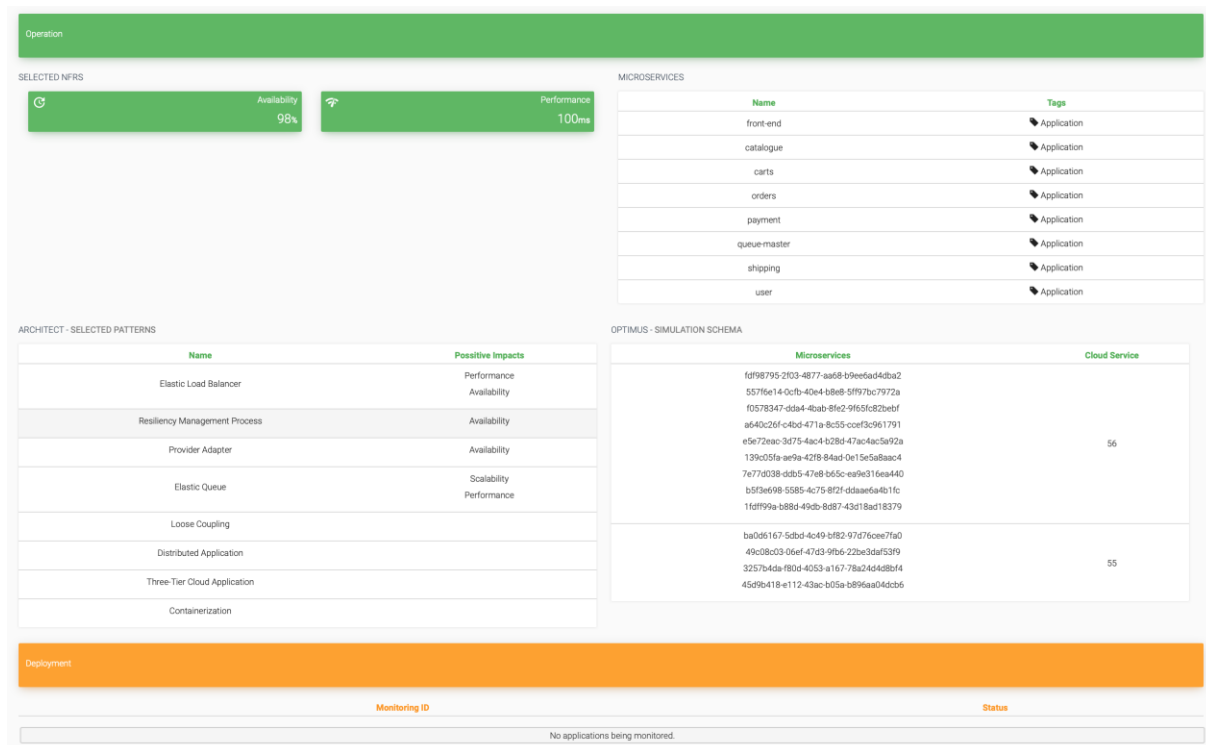 Operation
SELECTED NFRS
Availability
98%
Performance
100ms
MICROSERVICES
Name Tags
front-end Application
catalogue Application
carts Application
orders Application
payment Application
queue-master Application
shipping Application
user Application
ARCHITECT - SELECTED PATTERNS
Name Possitive Impacts
Elastic Load Balancer Performance
Availability
Resiliency Management Process Availability
Provider Adapter Availability
Elastic Queue Scalability
Performance
Loose Coupling
Distributed Application
Three-Tier Cloud Application
Containerization
OPTIMUS - SIMULATION SCHEMA
Microservices Cloud Service
fdf98795-2f03-4877-aa68-b9ee6ad4dba2
557f6e14-0cfb-40e4-b8e8-5ff97bc7972a
f0578347-dda4-4bab-8fe2-9f65fc82bebf
a640c26f-c4bd-471a-8c55-ccef3c961791
e5e72eac-3d75-4ac4-b28d-47ac4ac5a92a 56
139c05fa-ae9a-42f8-84ad-0e15e5a8aac4
7e77d038-ddb5-47e8-b65c-ea9e316ea440
b5f3e698-5585-4c75-8f2f-ddaae6a4b1fc
1fdff99a-b88d-49db-8d87-43d18ad18379
ba0d6167-5dbd-4c49-bf82-97d76cee7fa0
49c08c03-06ef-47d3-9fb6-22be3daf53f9
3257b4da-f80d-4053-a167-78a24d4d8bf4 55
45d9b418-e112-43ac-b05a-b896aa04dcb6
Deployment
Monitoring ID Status
No applications being monitored.